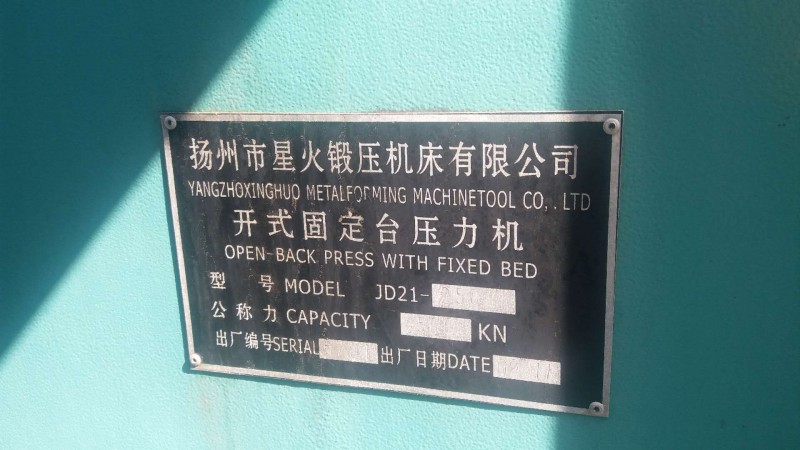 扬州市星火锻压机床有限公司
YANGZHOXINGHUO METALFORMING MACHINETOOL CO,.LTD
开式固定台压力机
OPEN-BACK PRESS WITH FIXED BED
型 号 MODEL JD21-
公 称 力 CAPACITY KN
出厂编号SERIAL 出厂日期DATE